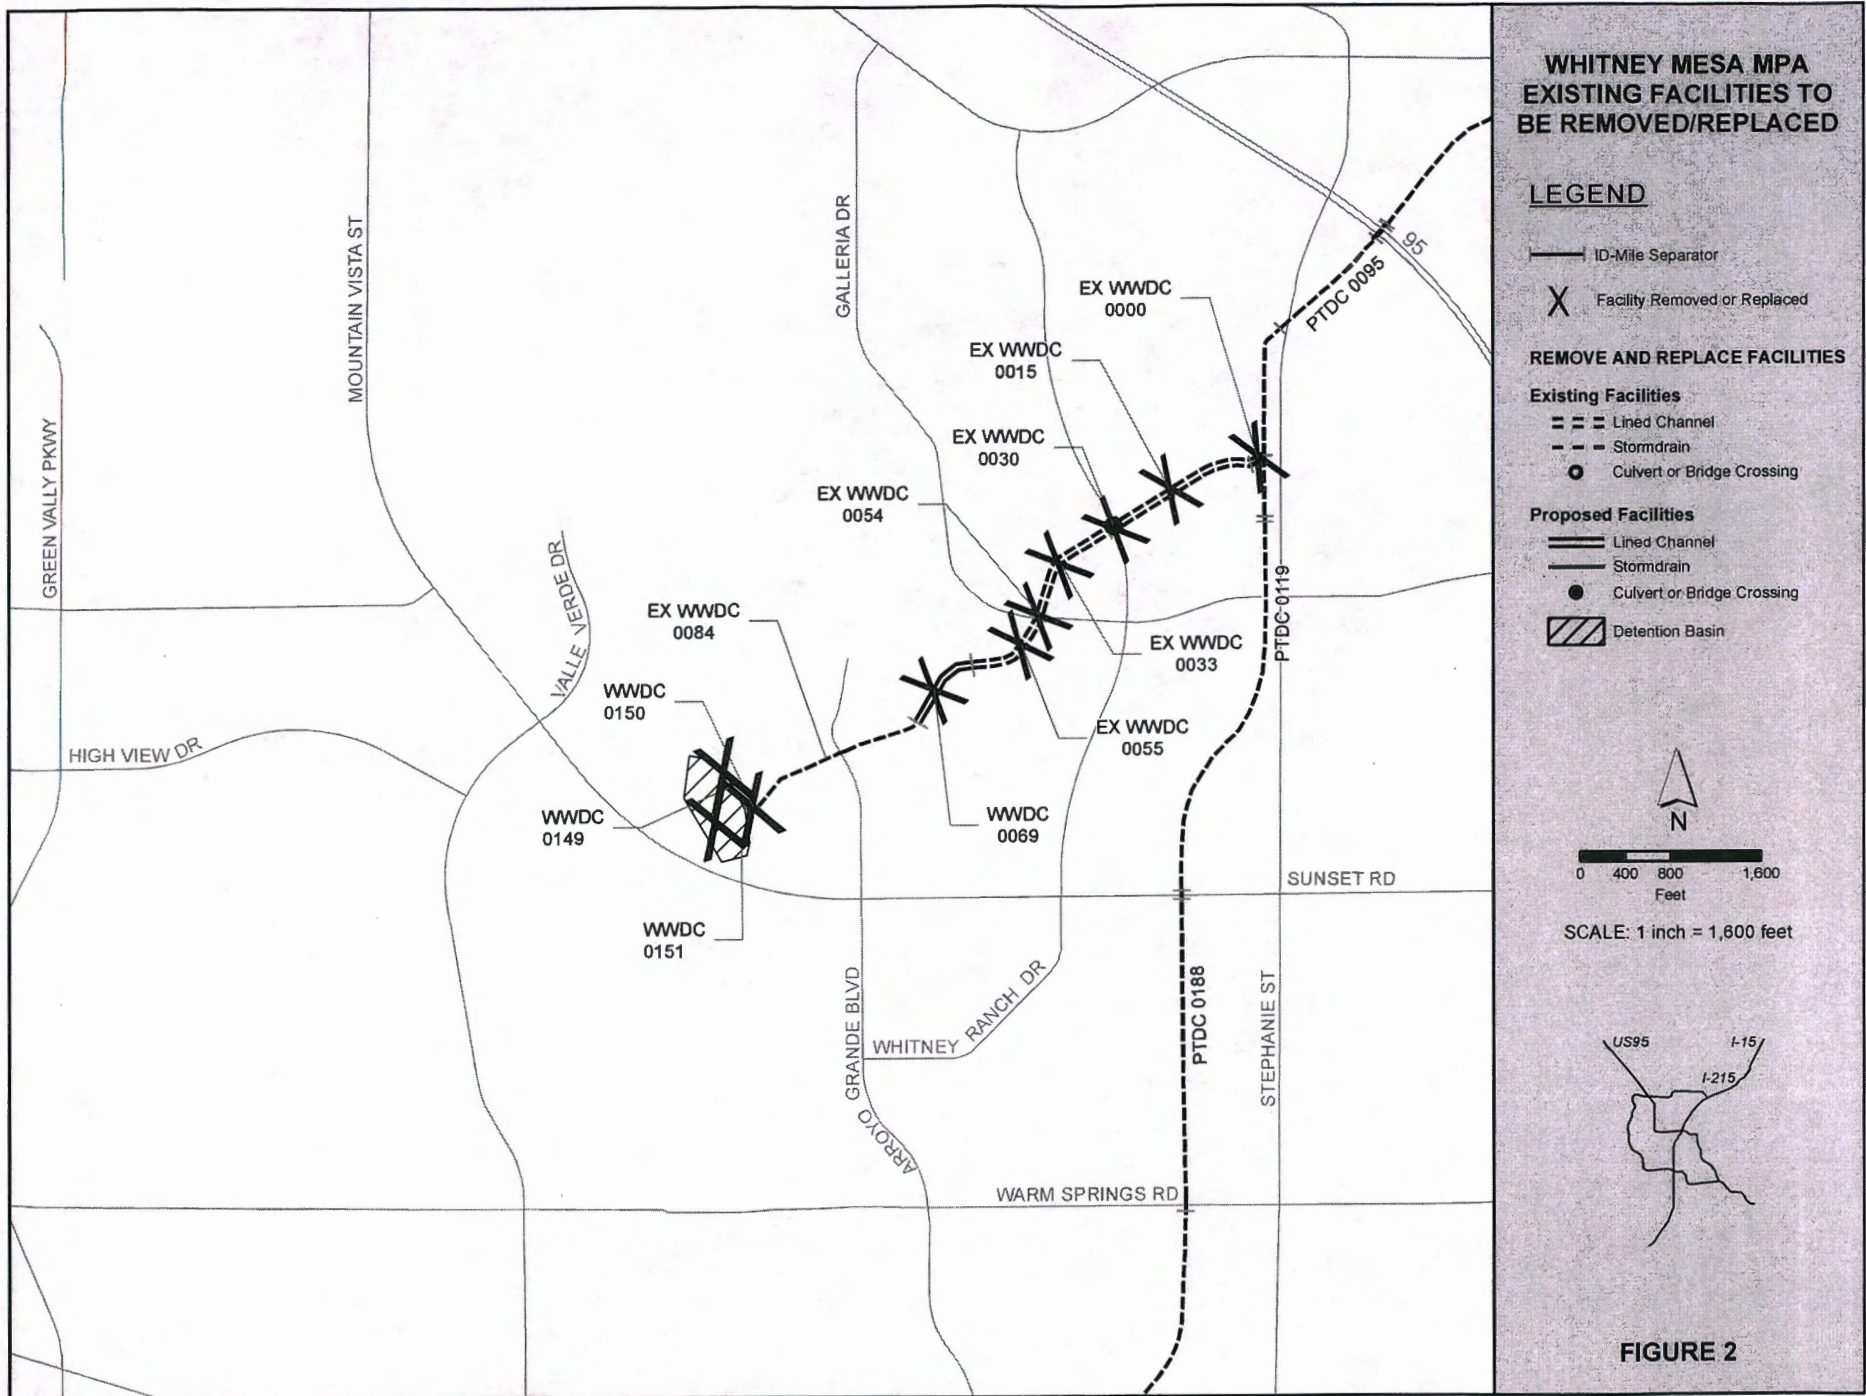 WHITNEY MESA MPA
EXISTING FACILITIES TO
BE REMOVED/REPLACED
LEGEND
ID-Mile Separator
X Facility Removed or Replaced
REMOVE AND REPLACE FACILITIES
Existing Facilities
Lined Channel
Stormdrain
Culvert or Bridge Crossing
Proposed Facilities
Lined Channel
Stormdrain
Culvert or Bridge Crossing
Detention Basin
N
0 400 800 1,600
Feet
SCALE: 1 inch = 1,600 feet
US95
I-15
I-215
FIGURE 2
GREEN VALLY PKWY
MOUNTAIN VISTA ST
GALLERIA DR
95
PTDC 0095
EX WWDC
0000
EX WWDC
0015
EX WWDC
0030
EX WWDC
0054
EX WWDC
0084
VALLE VERDE DR
PTDC 0119
EX WWDC
0033
WWDC
0150
EX WWDC
0055
HIGH VIEW DR
WWDC
0149
WWDC
0069
SUNSET RD
WWDC
0151
GRANDE BLVD
WHITNEY RANCH DR
PTDC 0188
STEPHANIE ST
ARROYO
WARM SPRINGS RD